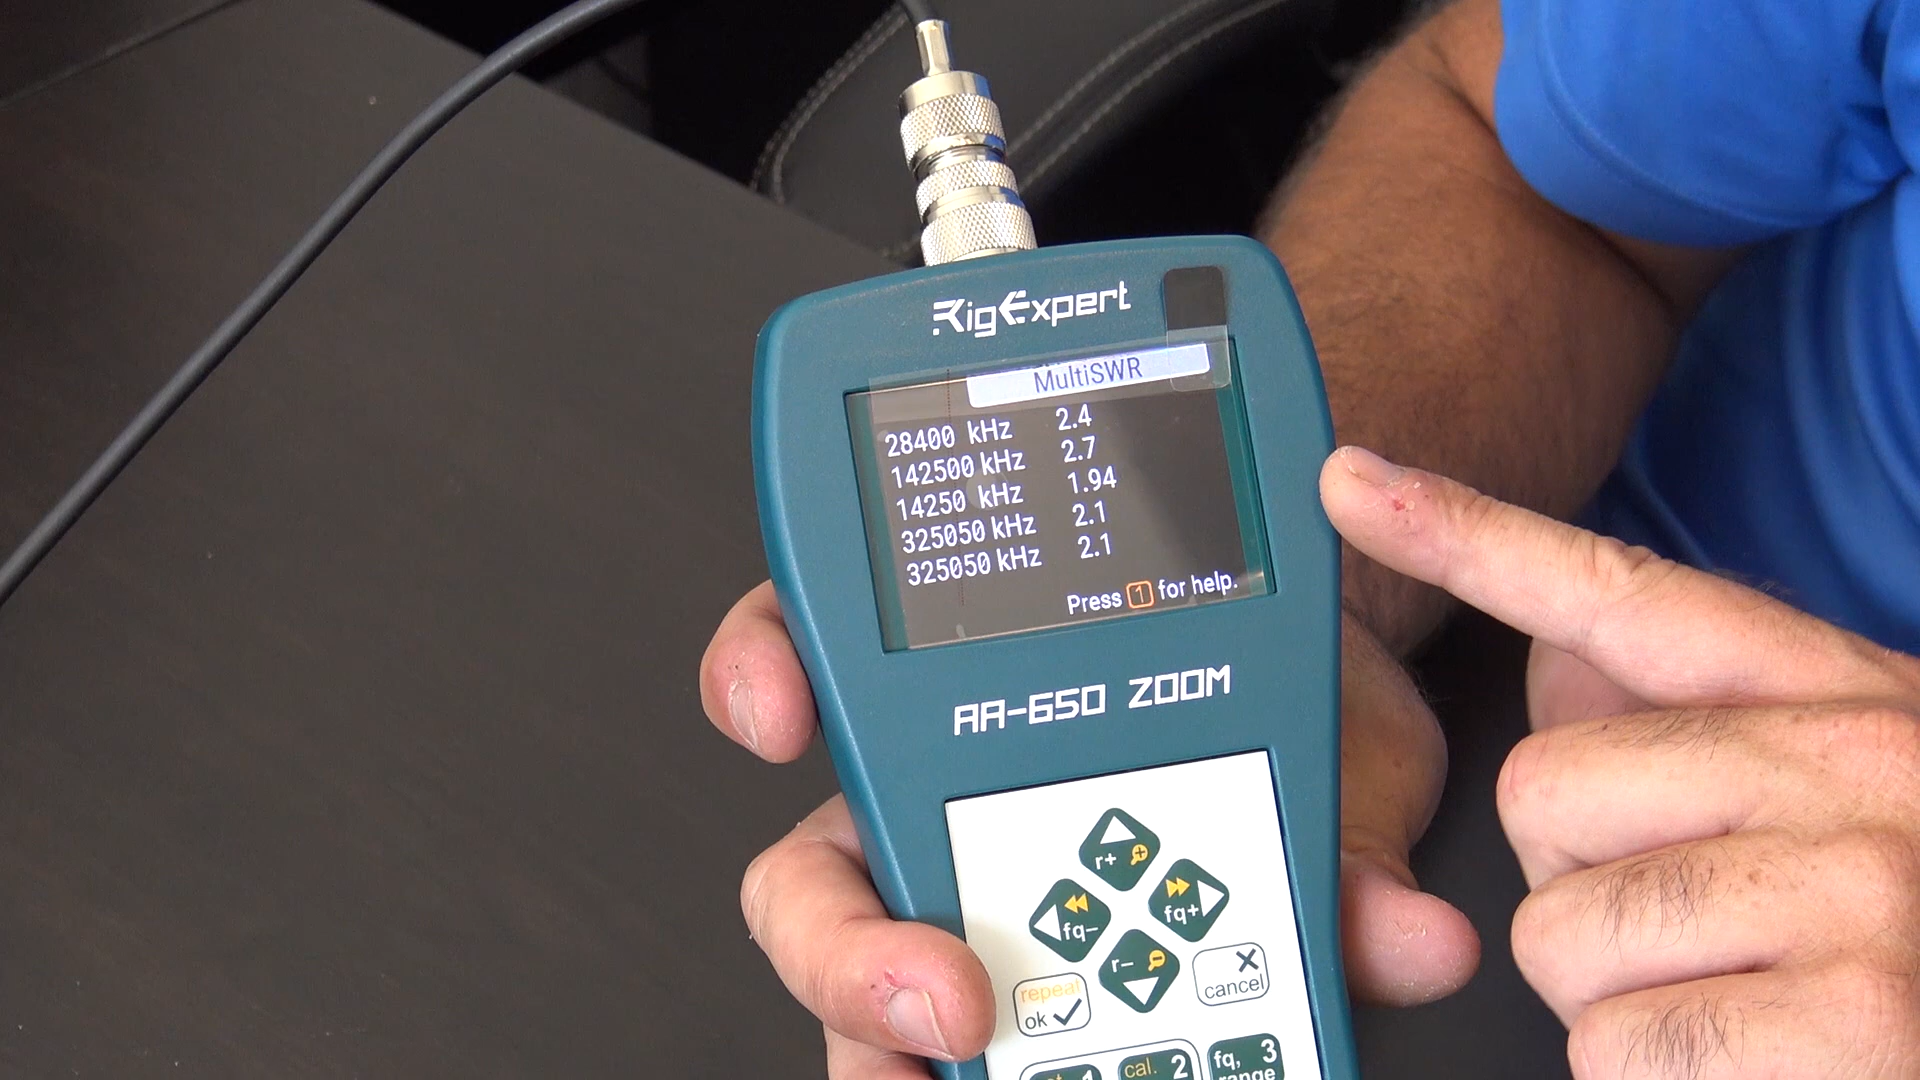 RigExpert
MultiSWR
28400 kHz 2.4
142500 kHz 2.7
14250 kHz 1.94
325050 kHz 2.1
325050 kHz 2.1
Press 1 for help.
AA-650 ZOOM
r+
fq-
fq+
r-
repeat
ok
cancel
1
cal. 2
fq, 3
range